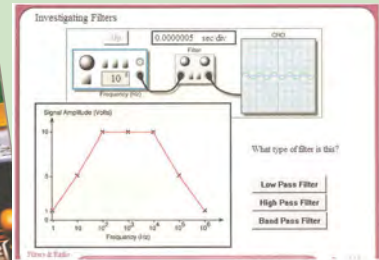 Investigating Filters
0.0000005 sec/div
CRO
Filter
10
Frequency (Hz)
Signal Amplitude (Volts)
10
5
1
1 10 10² 10³ 10⁴ 10⁵ 10⁶
Frequency (Hz)
What type of filter is this?
Low Pass Filter
High Pass Filter
Band Pass Filter